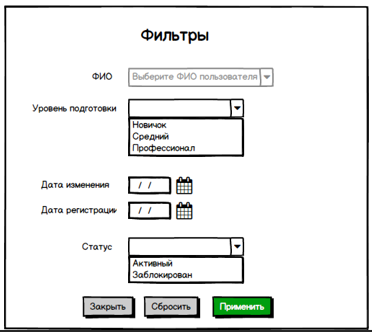 Фильтры
ФИО
Выберите ФИО пользователя
Уровень подготовки
Новичок
Средний
Профессионал
Дата изменения / /
Дата регистрации / /
Статус
Активный
Заблокирован
Закрыть Сбросить Применить